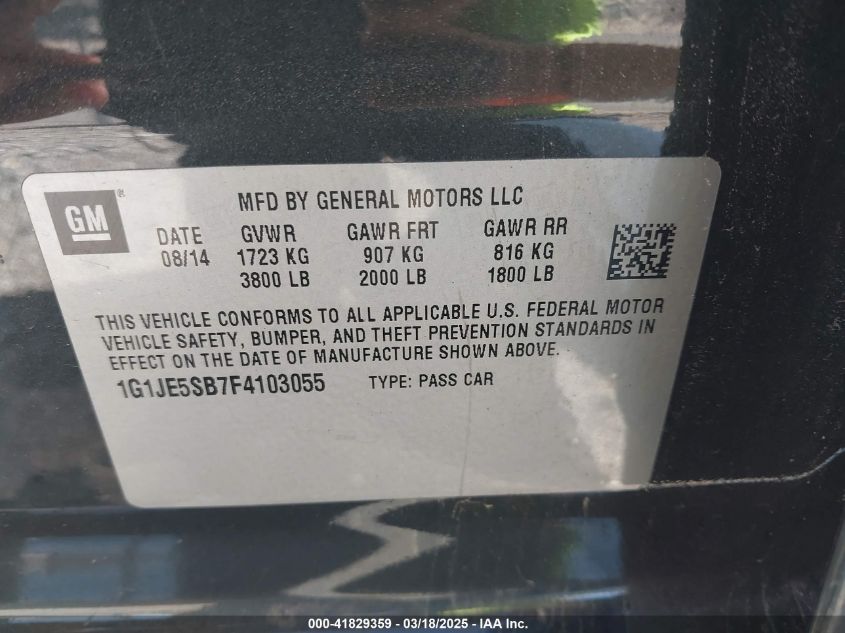 GM
MFD BY GENERAL MOTORS LLC
DATE GVWR GAWR FRT GAWR RR
08/14 1723 KG 907 KG 816 KG
3800 LB 2000 LB 1800 LB
THIS VEHICLE CONFORMS TO ALL APPLICABLE U.S. FEDERAL MOTOR
VEHICLE SAFETY, BUMPER, AND THEFT PREVENTION STANDARDS IN
EFFECT ON THE DATE OF MANUFACTURE SHOWN ABOVE.
1G1JE5SB7F4103055 TYPE: PASS CAR
000-41829359 - 03/18/2025 - IAA Inc.